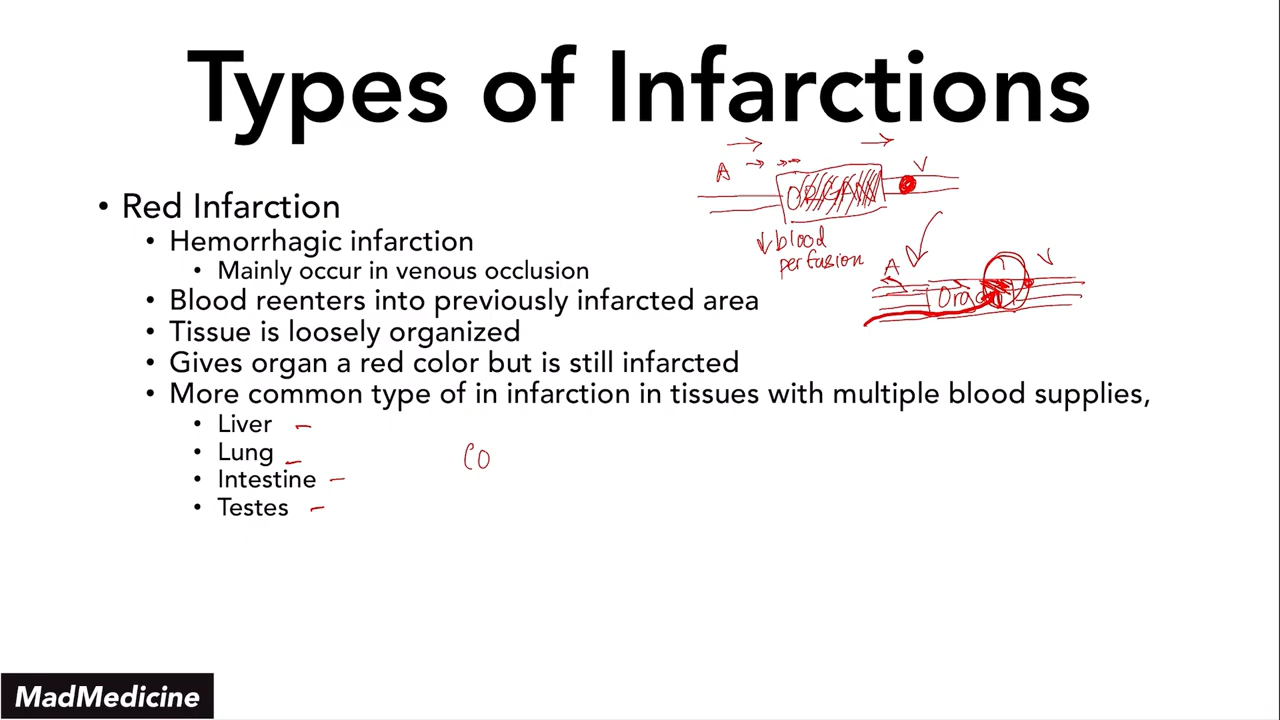 Types of Infarctions
A
V
ORGAN
↓ blood
perfusion
A
V
• Red Infarction
• Hemorrhagic infarction
• Mainly occur in venous occlusion
• Blood reenters into previously infarcted area
• Tissue is loosely organized
• Gives organ a red color but is still infarcted
• More common type of in infarction in tissues with multiple blood supplies,
• Liver
• Lung
• Intestine
• Testes
MadMedicine